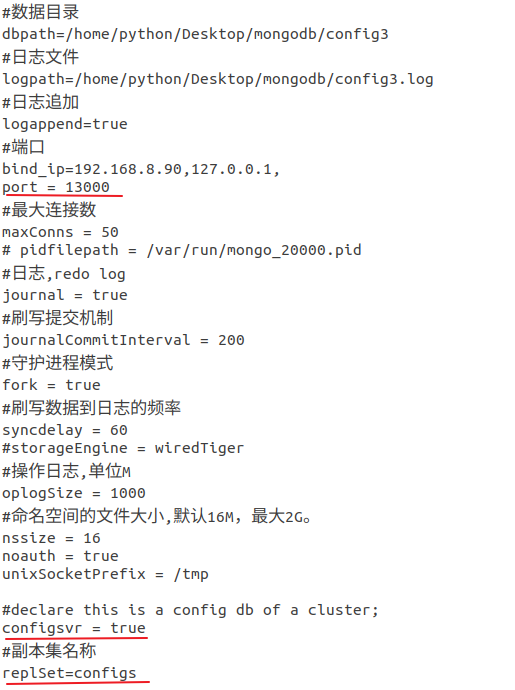 #数据目录
dbpath=/home/python/Desktop/mongodb/config3
#日志文件
logpath=/home/python/Desktop/mongodb/config3.log
#日志追加
logappend=true
#端口
bind_ip=192.168.8.90,127.0.0.1,
port = 13000
#最大连接数
maxConns = 50
# pidfilepath = /var/run/mongo_20000.pid
#日志,redo log
journal = true
#刷写提交机制
journalCommitInterval = 200
#守护进程模式
fork = true
#刷写数据到日志的频率
syncdelay = 60
#storageEngine = wiredTiger
#操作日志,单位M
oplogSize = 1000
#命名空间的文件大小,默认16M，最大2G。
nssize = 16
noauth = true
unixSocketPrefix = /tmp
#declare this is a config db of a cluster;
configsvr = true
#副本集名称
replSet=configs